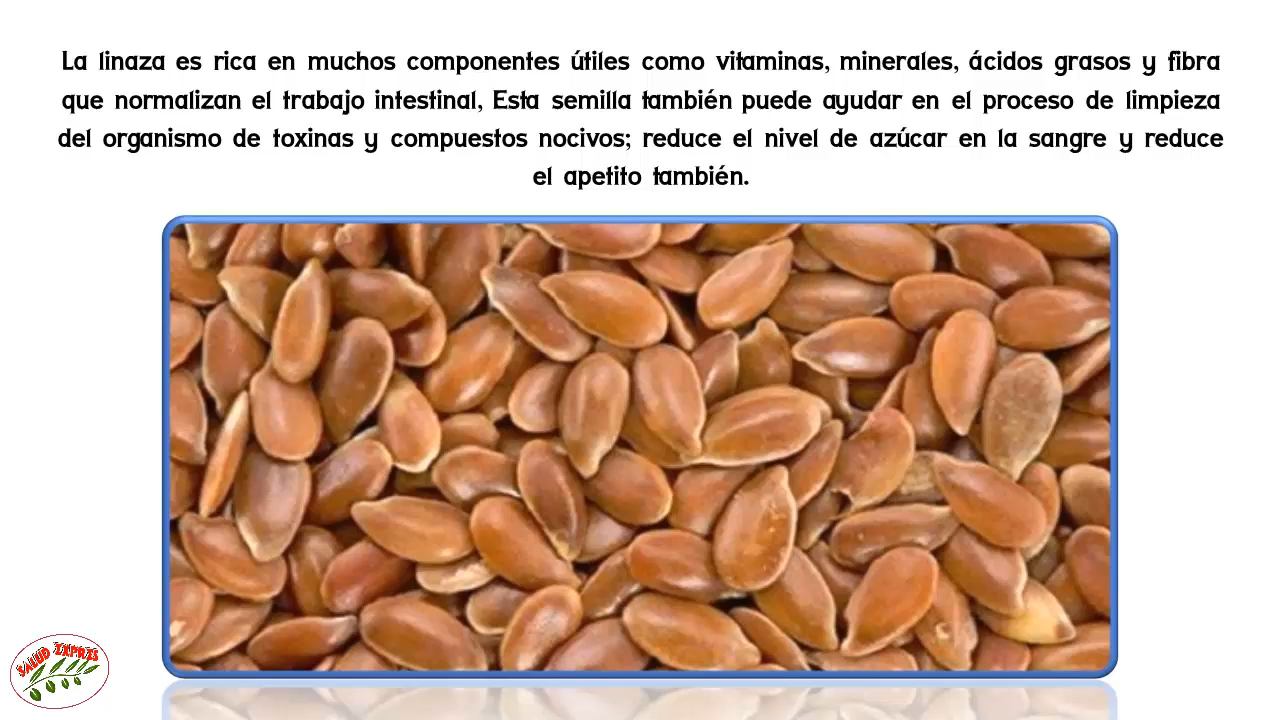 La linaza es rica en muchos componentes útiles como vitaminas, minerales, ácidos grasos y fibra
que normalizan el trabajo intestinal, Esta semilla también puede ayudar en el proceso de limpieza
del organismo de toxinas y compuestos nocivos; reduce el nivel de azúcar en la sangre y reduce
el apetito también.
SALUD EXPRES